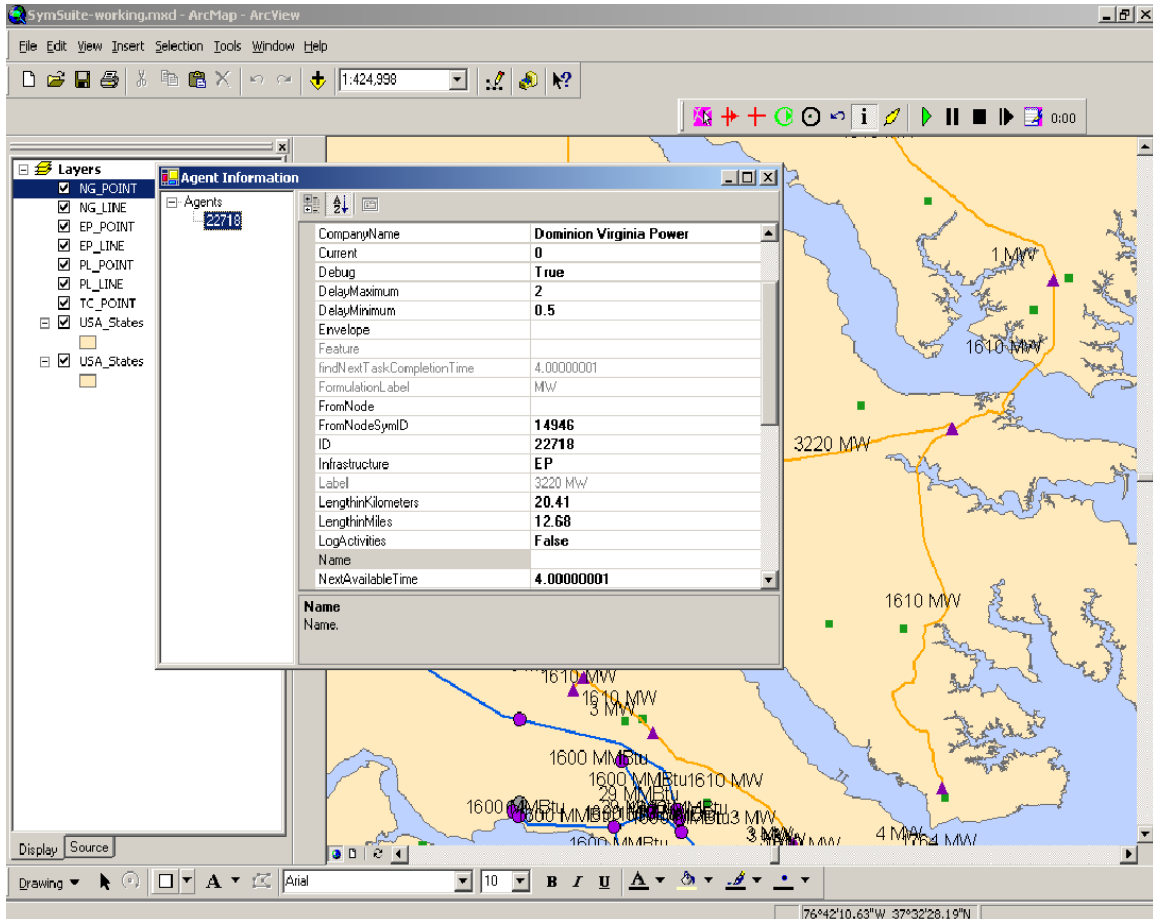 SymSuite-working.mxd - ArcMap - ArcView
File Edit View Insert Selection Tools Window Help
1:424,998
0:00
Layers
NG_POINT
NG_LINE
EP_POINT
EP_LINE
PL_POINT
PL_LINE
TC_POINT
USA_States
USA_States
Agent Information
Agents
22718
CompanyName Dominion Virginia Power
Current 0
Debug True
DelayMaximum 2
DelayMinimum 0.5
Envelope
Feature
findNextTaskCompletionTime 4.00000001
FormulationLabel MW
FromNode
FromNodeSymID 14946
ID 22718
Infrastructure EP
Label 3220 MW
LengthinKilometers 20.41
LengthinMiles 12.68
LogActivities False
Name
NextAvailableTime 4.00000001
Name
Name.
1 MW
1610 MW
3220 MW
1610 MW
1610 MW
1610 MW
3 MW
1600 MMBtu
1600 MMBtu 1610 MW
29 MMBtu
1600 MMBtu
3 MW
1600 MMBtu
3 MW
4 MW
1764 MW
Display Source
Drawing A Arial 10 B I U A
76°42'10.63"W 37°32'28.19"N